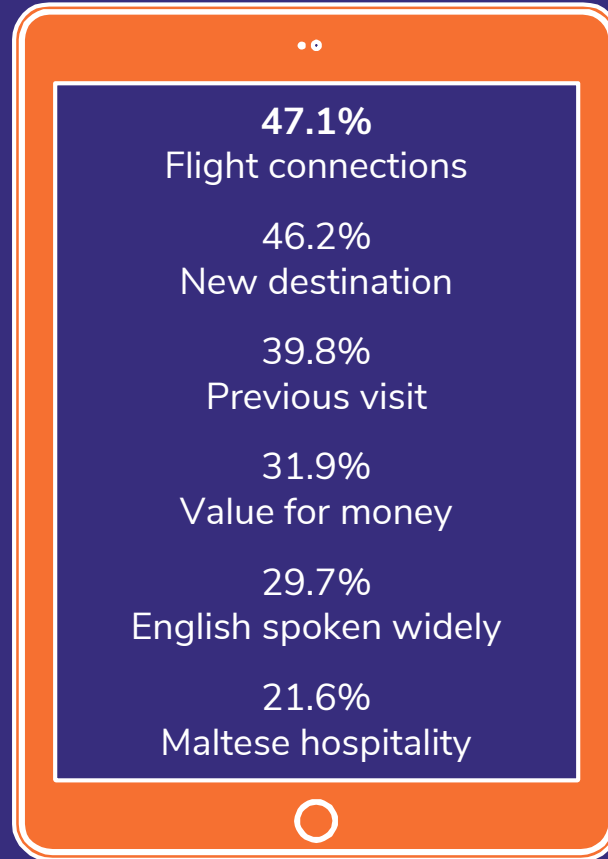 47.1%
Flight connections
46.2%
New destination
39.8%
Previous visit
31.9%
Value for money
29.7%
English spoken widely
21.6%
Maltese hospitality